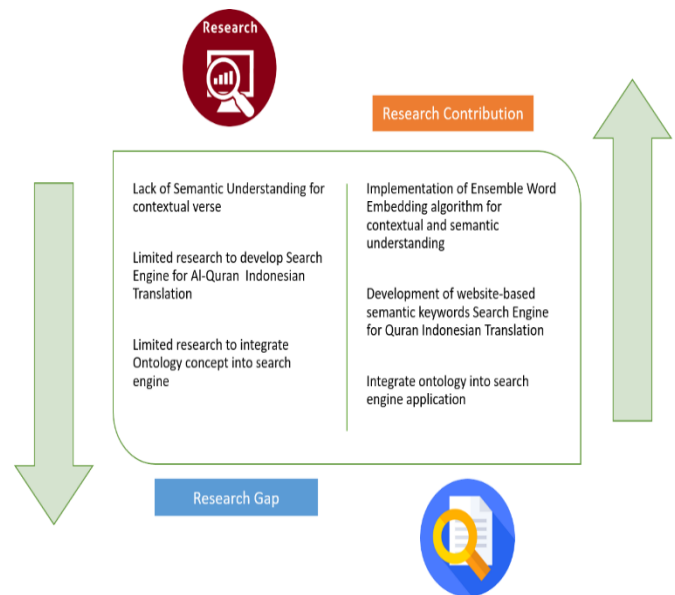 Research
Research Contribution
Lack of Semantic Understanding for
contextual verse
Limited research to develop Search
Engine for Al-Quran Indonesian
Translation
Limited research to integrate
Ontology concept into search
engine
Implementation of Ensemble Word
Embedding algorithm for
contextual and semantic
understanding
Development of website-based
semantic keywords Search Engine
for Quran Indonesian Translation
Integrate ontology into search
engine application
Research Gap